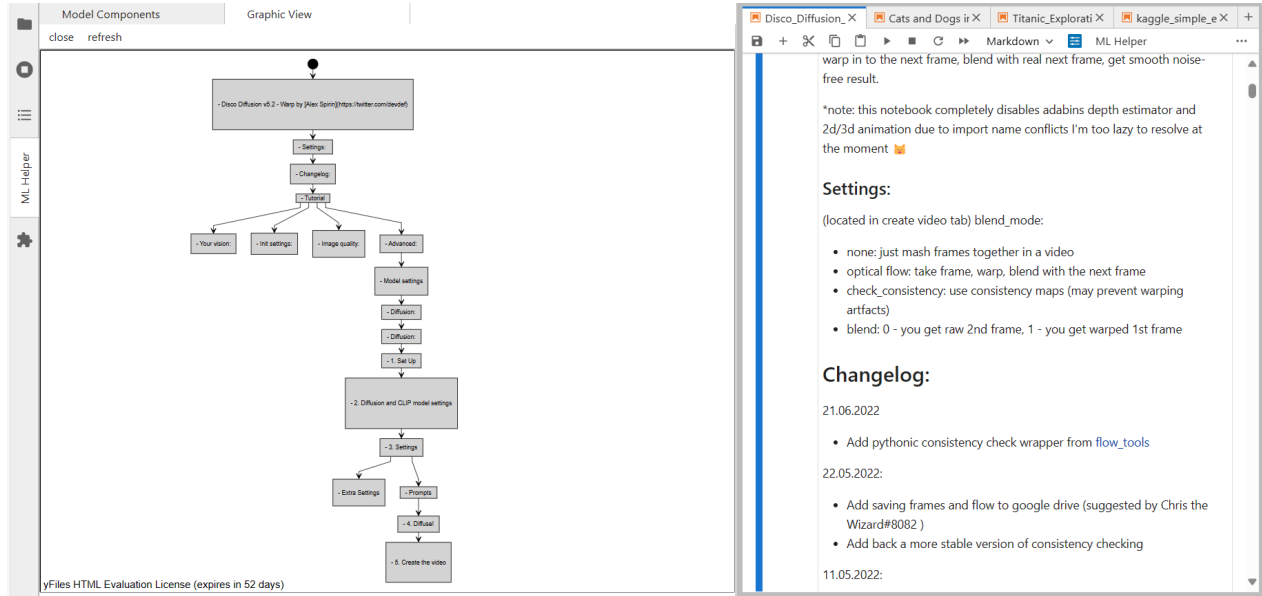 Model Components
Graphic View
close refresh
- Disco Diffusion v5.2 - Warp by [Alex Spirin](https://twitter.com/devdef)
- Settings:
- Changelog:
- Tutorial
- Your vision:
- Init settings:
- Image quality:
- Advanced:
- Model settings
- Diffusion:
- Diffusion:
- 1. Set Up
- 2. Diffusion and CLIP model settings
- 3. Settings
- Extra Settings
- Prompts
- 4. Diffuse!
- 5. Create the video
yFiles HTML Evaluation License (expires in 52 days)
ML Helper
Disco_Diffusion_
Cats and Dogs ir
Titanic_Explorati
kaggle_simple_e
Markdown
ML Helper
warp in to the next frame, blend with real next frame, get smooth noise-
free result.
*note: this notebook completely disables adabins depth estimator and
2d/3d animation due to import name conflicts I'm too lazy to resolve at
the moment 😸
Settings:
(located in create video tab) blend_mode:
• none: just mash frames together in a video
• optical flow: take frame, warp, blend with the next frame
• check_consistency: use consistency maps (may prevent warping
artfacts)
• blend: 0 - you get raw 2nd frame, 1 - you get warped 1st frame
Changelog:
21.06.2022
• Add pythonic consistency check wrapper from flow_tools
22.05.2022:
• Add saving frames and flow to google drive (suggested by Chris the
Wizard#8082 )
• Add back a more stable version of consistency checking
11.05.2022: